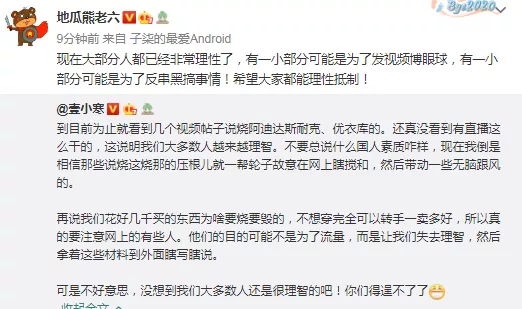 Bye2020
地瓜熊老六
9分钟前 来自 子柒的最爱Android
现在大部分人都已经非常理性了，有一小部分可能是为了发视频博眼球，有一小
部分可能是为了反串黑搞事情！希望大家都能理性抵制！
@壹小寒
到目前为止就看到几个视频帖子说烧阿迪达斯耐克、优衣库的。还真没看到有直播这
么干的，这说明我们大多数人越来越理智。不要总说什么国人素质咋样，现在我倒是
相信那些说烧这烧那的压根儿就一帮轮子故意在网上瞎搅和，然后带动一些无脑跟风
的。
再说我们花好几千买的东西为啥要烧要毁的，不想穿完全可以转手一卖多好，所以真
的要注意网上的有些人。他们的目的可能不是为了流量，而是让我们失去理智，然后
拿着这些材料到外面瞎写瞎说。
可是不好意思，没想到我们大多数人还是很理智的吧！你们得逞不了了
收起全文